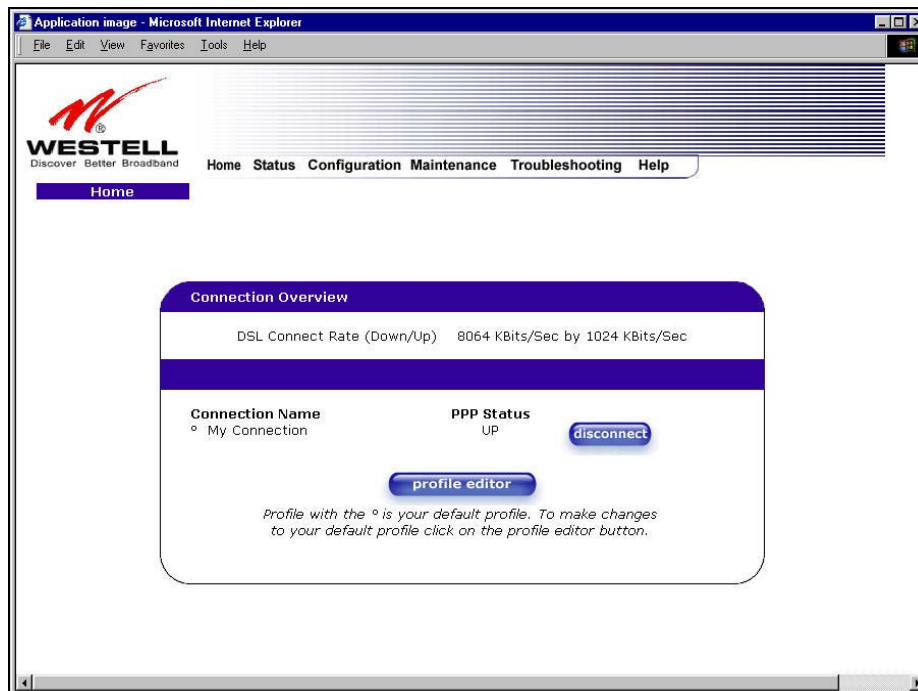 Application image - Microsoft Internet Explorer
File Edit View Favorites Tools Help
®
WESTELL
Discover Better Broadband
Home Status Configuration Maintenance Troubleshooting Help
Home
Connection Overview
DSL Connect Rate (Down/Up) 8064 KBits/Sec by 1024 KBits/Sec
Connection Name PPP Status
° My Connection UP disconnect
profile editor
Profile with the ° is your default profile. To make changes
to your default profile click on the profile editor button.